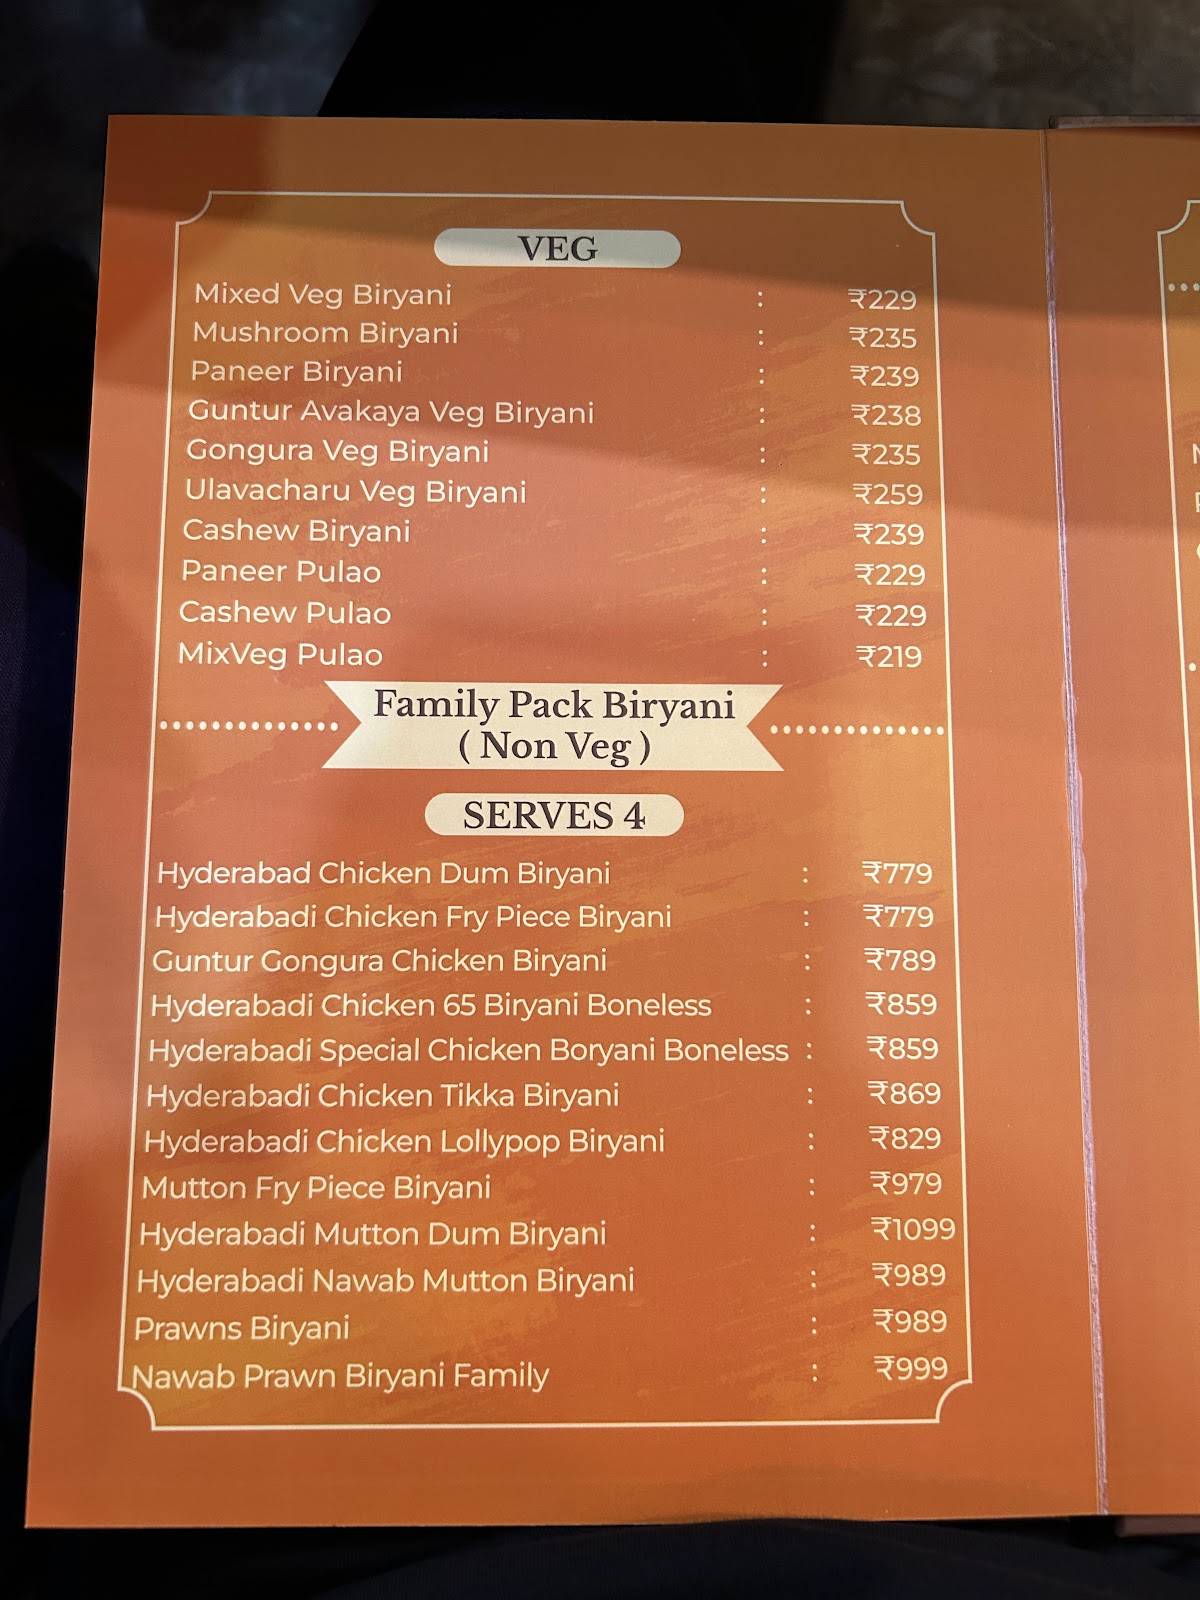 VEG
Mixed Veg Biryani : ₹229
Mushroom Biryani : ₹235
Paneer Biryani : ₹239
Guntur Avakaya Veg Biryani : ₹238
Gongura Veg Biryani : ₹235
Ulavacharu Veg Biryani : ₹259
Cashew Biryani : ₹239
Paneer Pulao : ₹229
Cashew Pulao : ₹229
MixVeg Pulao : ₹219
Family Pack Biryani
( Non Veg )
SERVES 4
Hyderabad Chicken Dum Biryani : ₹779
Hyderabadi Chicken Fry Piece Biryani : ₹779
Guntur Gongura Chicken Biryani : ₹789
Hyderabadi Chicken 65 Biryani Boneless : ₹859
Hyderabadi Special Chicken Boryani Boneless : ₹859
Hyderabadi Chicken Tikka Biryani : ₹869
Hyderabadi Chicken Lollypop Biryani : ₹829
Mutton Fry Piece Biryani : ₹979
Hyderabadi Mutton Dum Biryani : ₹1099
Hyderabadi Nawab Mutton Biryani : ₹989
Prawns Biryani : ₹989
Nawab Prawn Biryani Family : ₹999